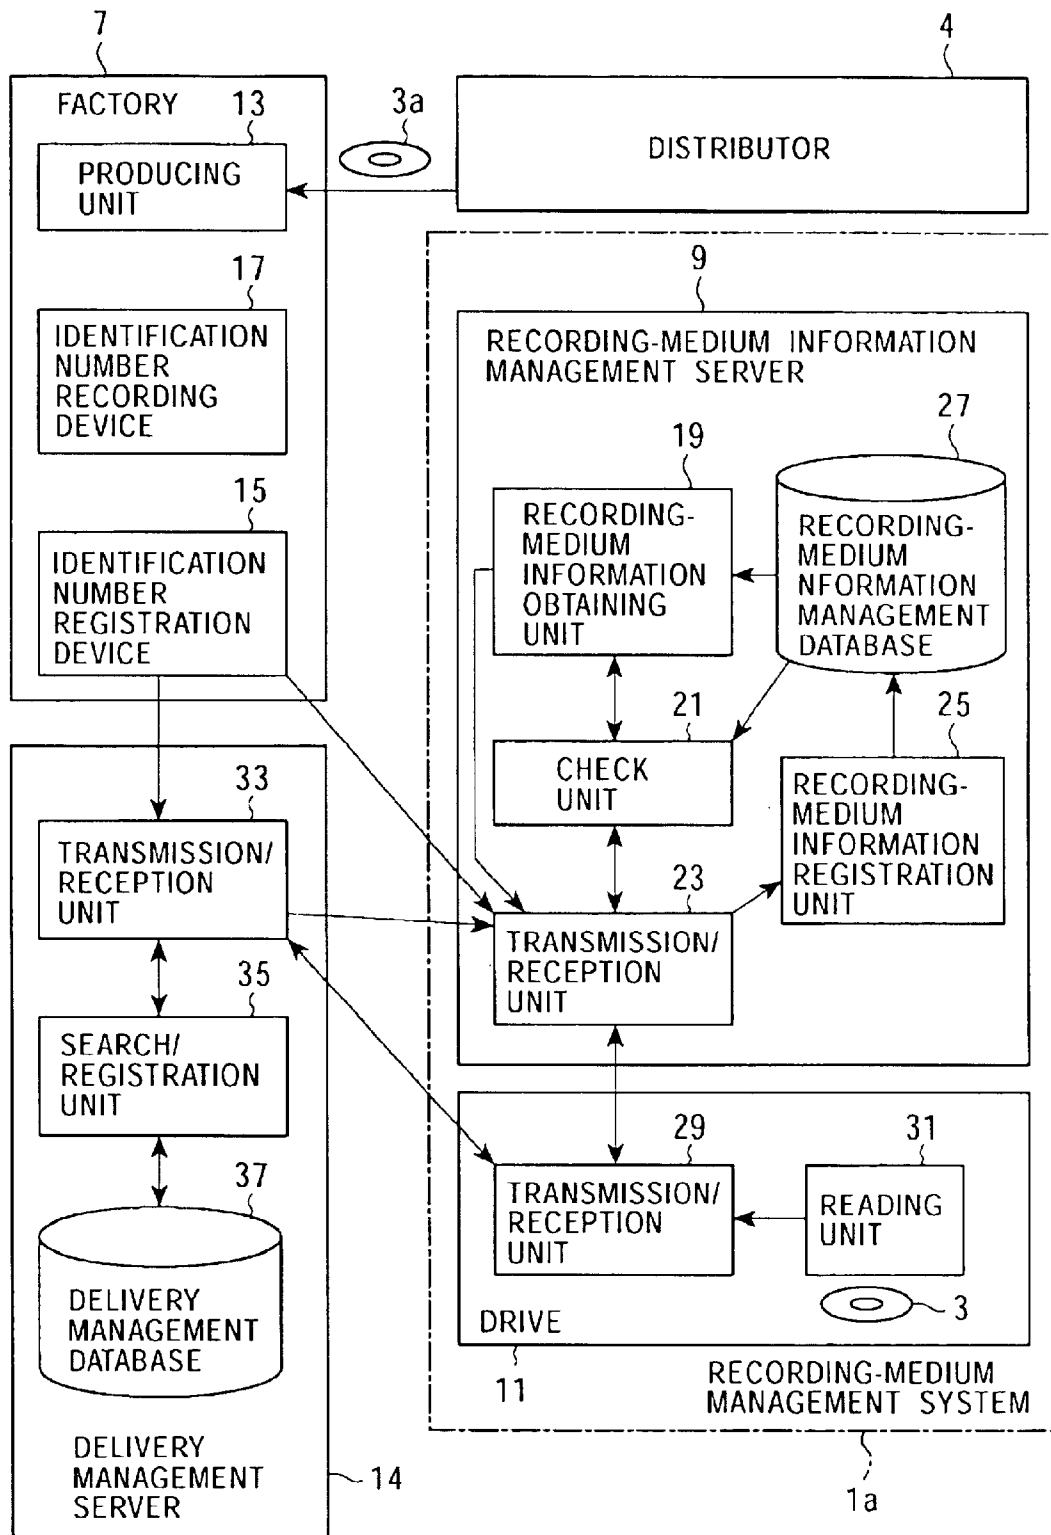 7
4
FACTORY
13
3a
PRODUCING
UNIT
DISTRIBUTOR
17
IDENTIFICATION
NUMBER
RECORDING
DEVICE
9
RECORDING-MEDIUM INFORMATION
MANAGEMENT SERVER
15
IDENTIFICATION
NUMBER
REGISTRATION
DEVICE
19
RECORDING-
MEDIUM
INFORMATION
OBTAINING
UNIT
27
RECORDING-
MEDIUM
NFORMATION
MANAGEMENT
DATABASE
21
CHECK
UNIT
25
RECORDING-
MEDIUM
INFORMATION
REGISTRATION
UNIT
33
TRANSMISSION/
RECEPTION
UNIT
23
TRANSMISSION/
RECEPTION
UNIT
35
SEARCH/
REGISTRATION
UNIT
29
TRANSMISSION/
RECEPTION
UNIT
31
READING
UNIT
3
DRIVE
11
37
DELIVERY
MANAGEMENT
DATABASE
RECORDING-MEDIUM
MANAGEMENT SYSTEM
DELIVERY
MANAGEMENT
SERVER
14
1a